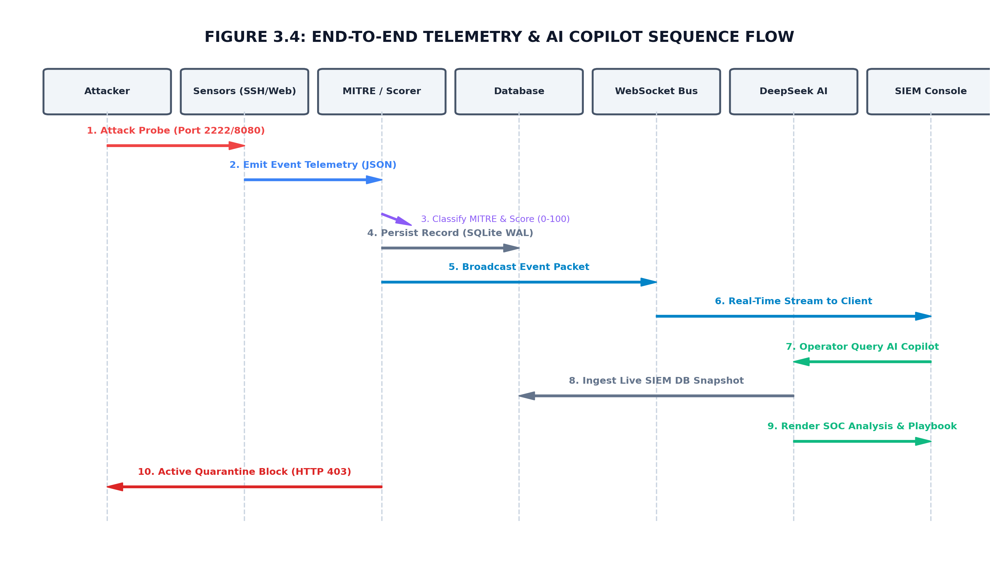 FIGURE 3.4: END-TO-END TELEMETRY & AI COPILOT SEQUENCE FLOW
Attacker
Sensors (SSH/Web)
MITRE / Scorer
Database
WebSocket Bus
DeepSeek AI
SIEM Console
1. Attack Probe (Port 2222/8080)
2. Emit Event Telemetry (JSON)
3. Classify MITRE & Score (0-100)
4. Persist Record (SQLite WAL)
5. Broadcast Event Packet
6. Real-Time Stream to Client
7. Operator Query AI Copilot
8. Ingest Live SIEM DB Snapshot
9. Render SOC Analysis & Playbook
10. Active Quarantine Block (HTTP 403)